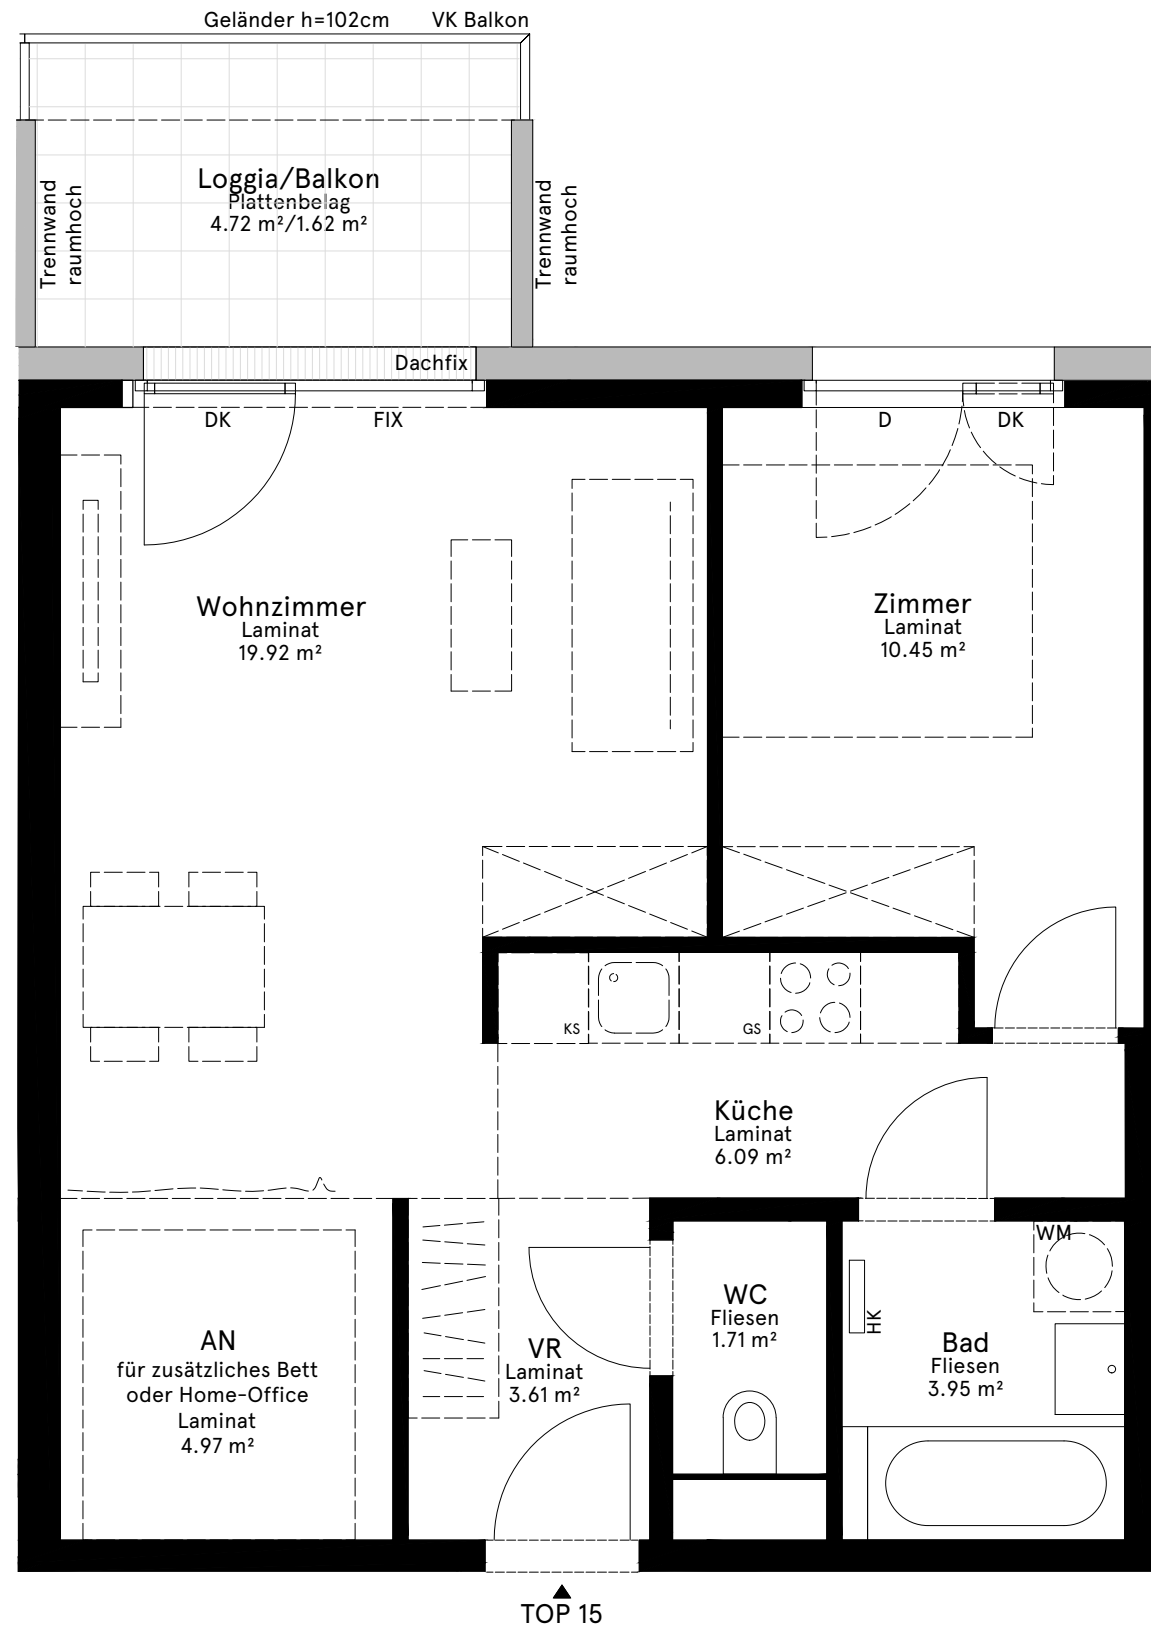 Geländer h=102cm VK Balkon
Loggia/Balkon
Plattenbelag
4.72 m²/1.62 m²
Trennwand
raumhoch
Trennwand
raumhoch
Dachfix
DK FIX
D DK
Wohnzimmer
Laminat
19.92 m²
Zimmer
Laminat
10.45 m²
KS
GS
Küche
Laminat
6.09 m²
AN
für zusätzliches Bett
oder Home-Office
Laminat
4.97 m²
VR
Laminat
3.61 m²
WC
Fliesen
1.71 m²
WM
HK
Bad
Fliesen
3.95 m²
TOP 15